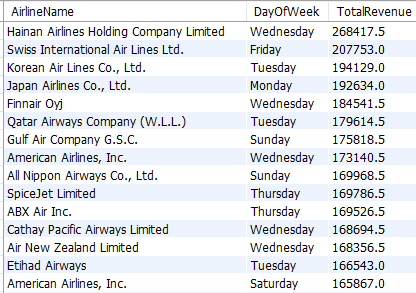 AirlineName DayOfWeek TotalRevenue
Hainan Airlines Holding Company Limited Wednesday 268417.5
Swiss International Air Lines Ltd. Friday 207753.0
Korean Air Lines Co., Ltd. Tuesday 194129.0
Japan Airlines Co., Ltd. Monday 192634.0
Finnair Oyj Wednesday 184541.5
Qatar Airways Company (W.L.L.) Tuesday 179614.5
Gulf Air Company G.S.C. Sunday 175818.5
American Airlines, Inc. Wednesday 173140.5
All Nippon Airways Co., Ltd. Sunday 169968.5
SpiceJet Limited Thursday 169786.5
ABX Air Inc. Thursday 169526.5
Cathay Pacific Airways Limited Wednesday 168694.5
Air New Zealand Limited Wednesday 168356.5
Etihad Airways Tuesday 166543.0
American Airlines, Inc. Saturday 165867.0